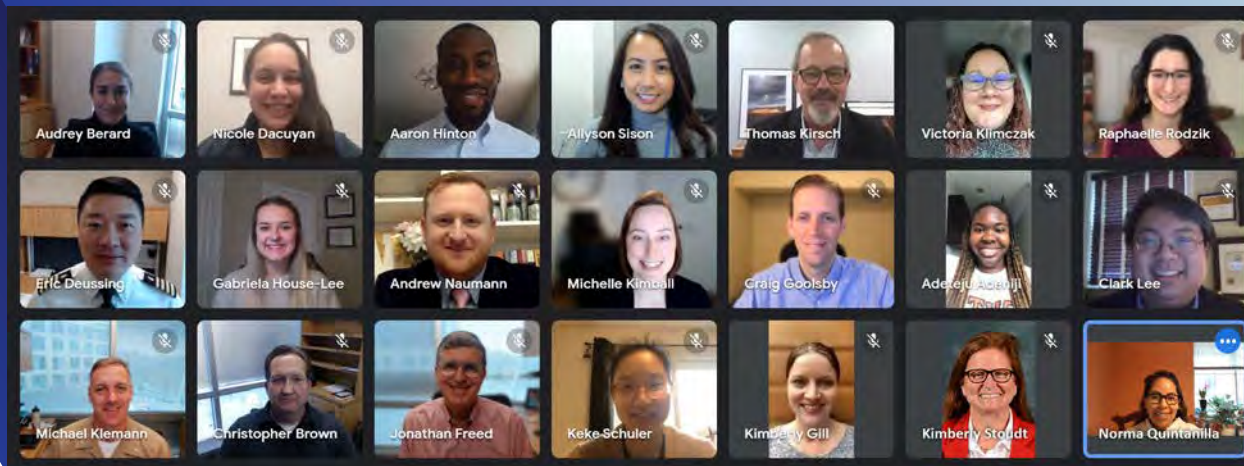 Audrey Berard
Nicole Dacuyan
Aaron Hinton
Allyson Sison
Thomas Kirsch
Victoria Klimczak
Raphaelle Rodzik
Eric Deussing
Gabriela House-Lee
Andrew Naumann
Michelle Kimball
Craig Goolsby
Adeteju Adeniji
Clark Lee
Michael Klemann
Christopher Brown
Jonathan Freed
Keke Schuler
Kimberly Gill
Kimberly Stoudt
Norma Quintanilla